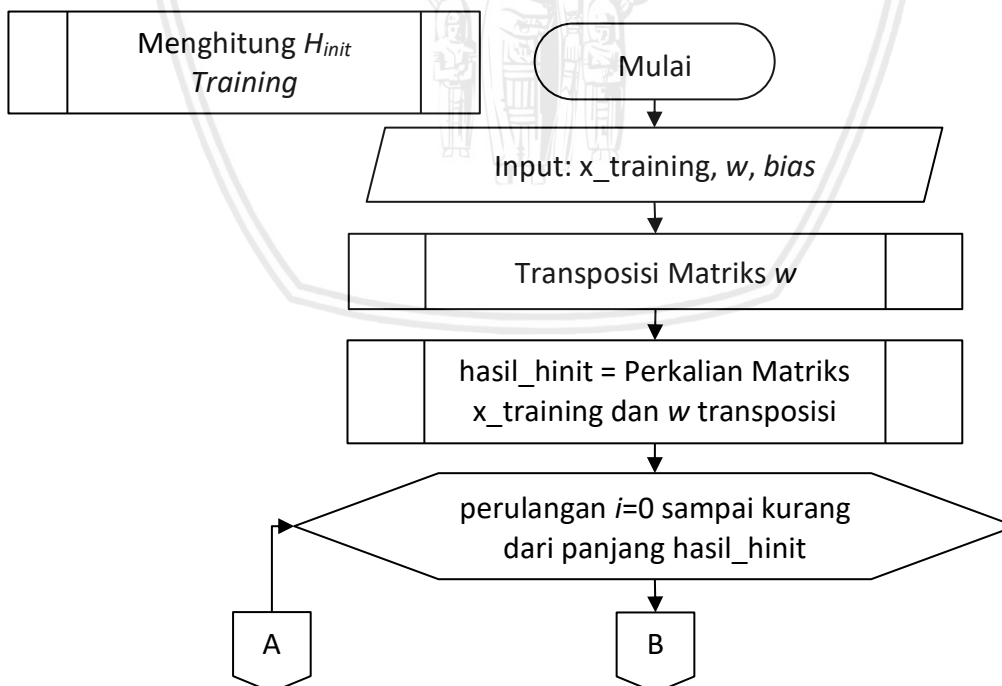 Menghitung Hinit
Training
Mulai
Input: x_training, w, bias
Transposisi Matriks w
hasil_hinit = Perkalian Matriks
x_training dan w transposisi
perulangan i=0 sampai kurang
dari panjang hasil_hinit
A
B